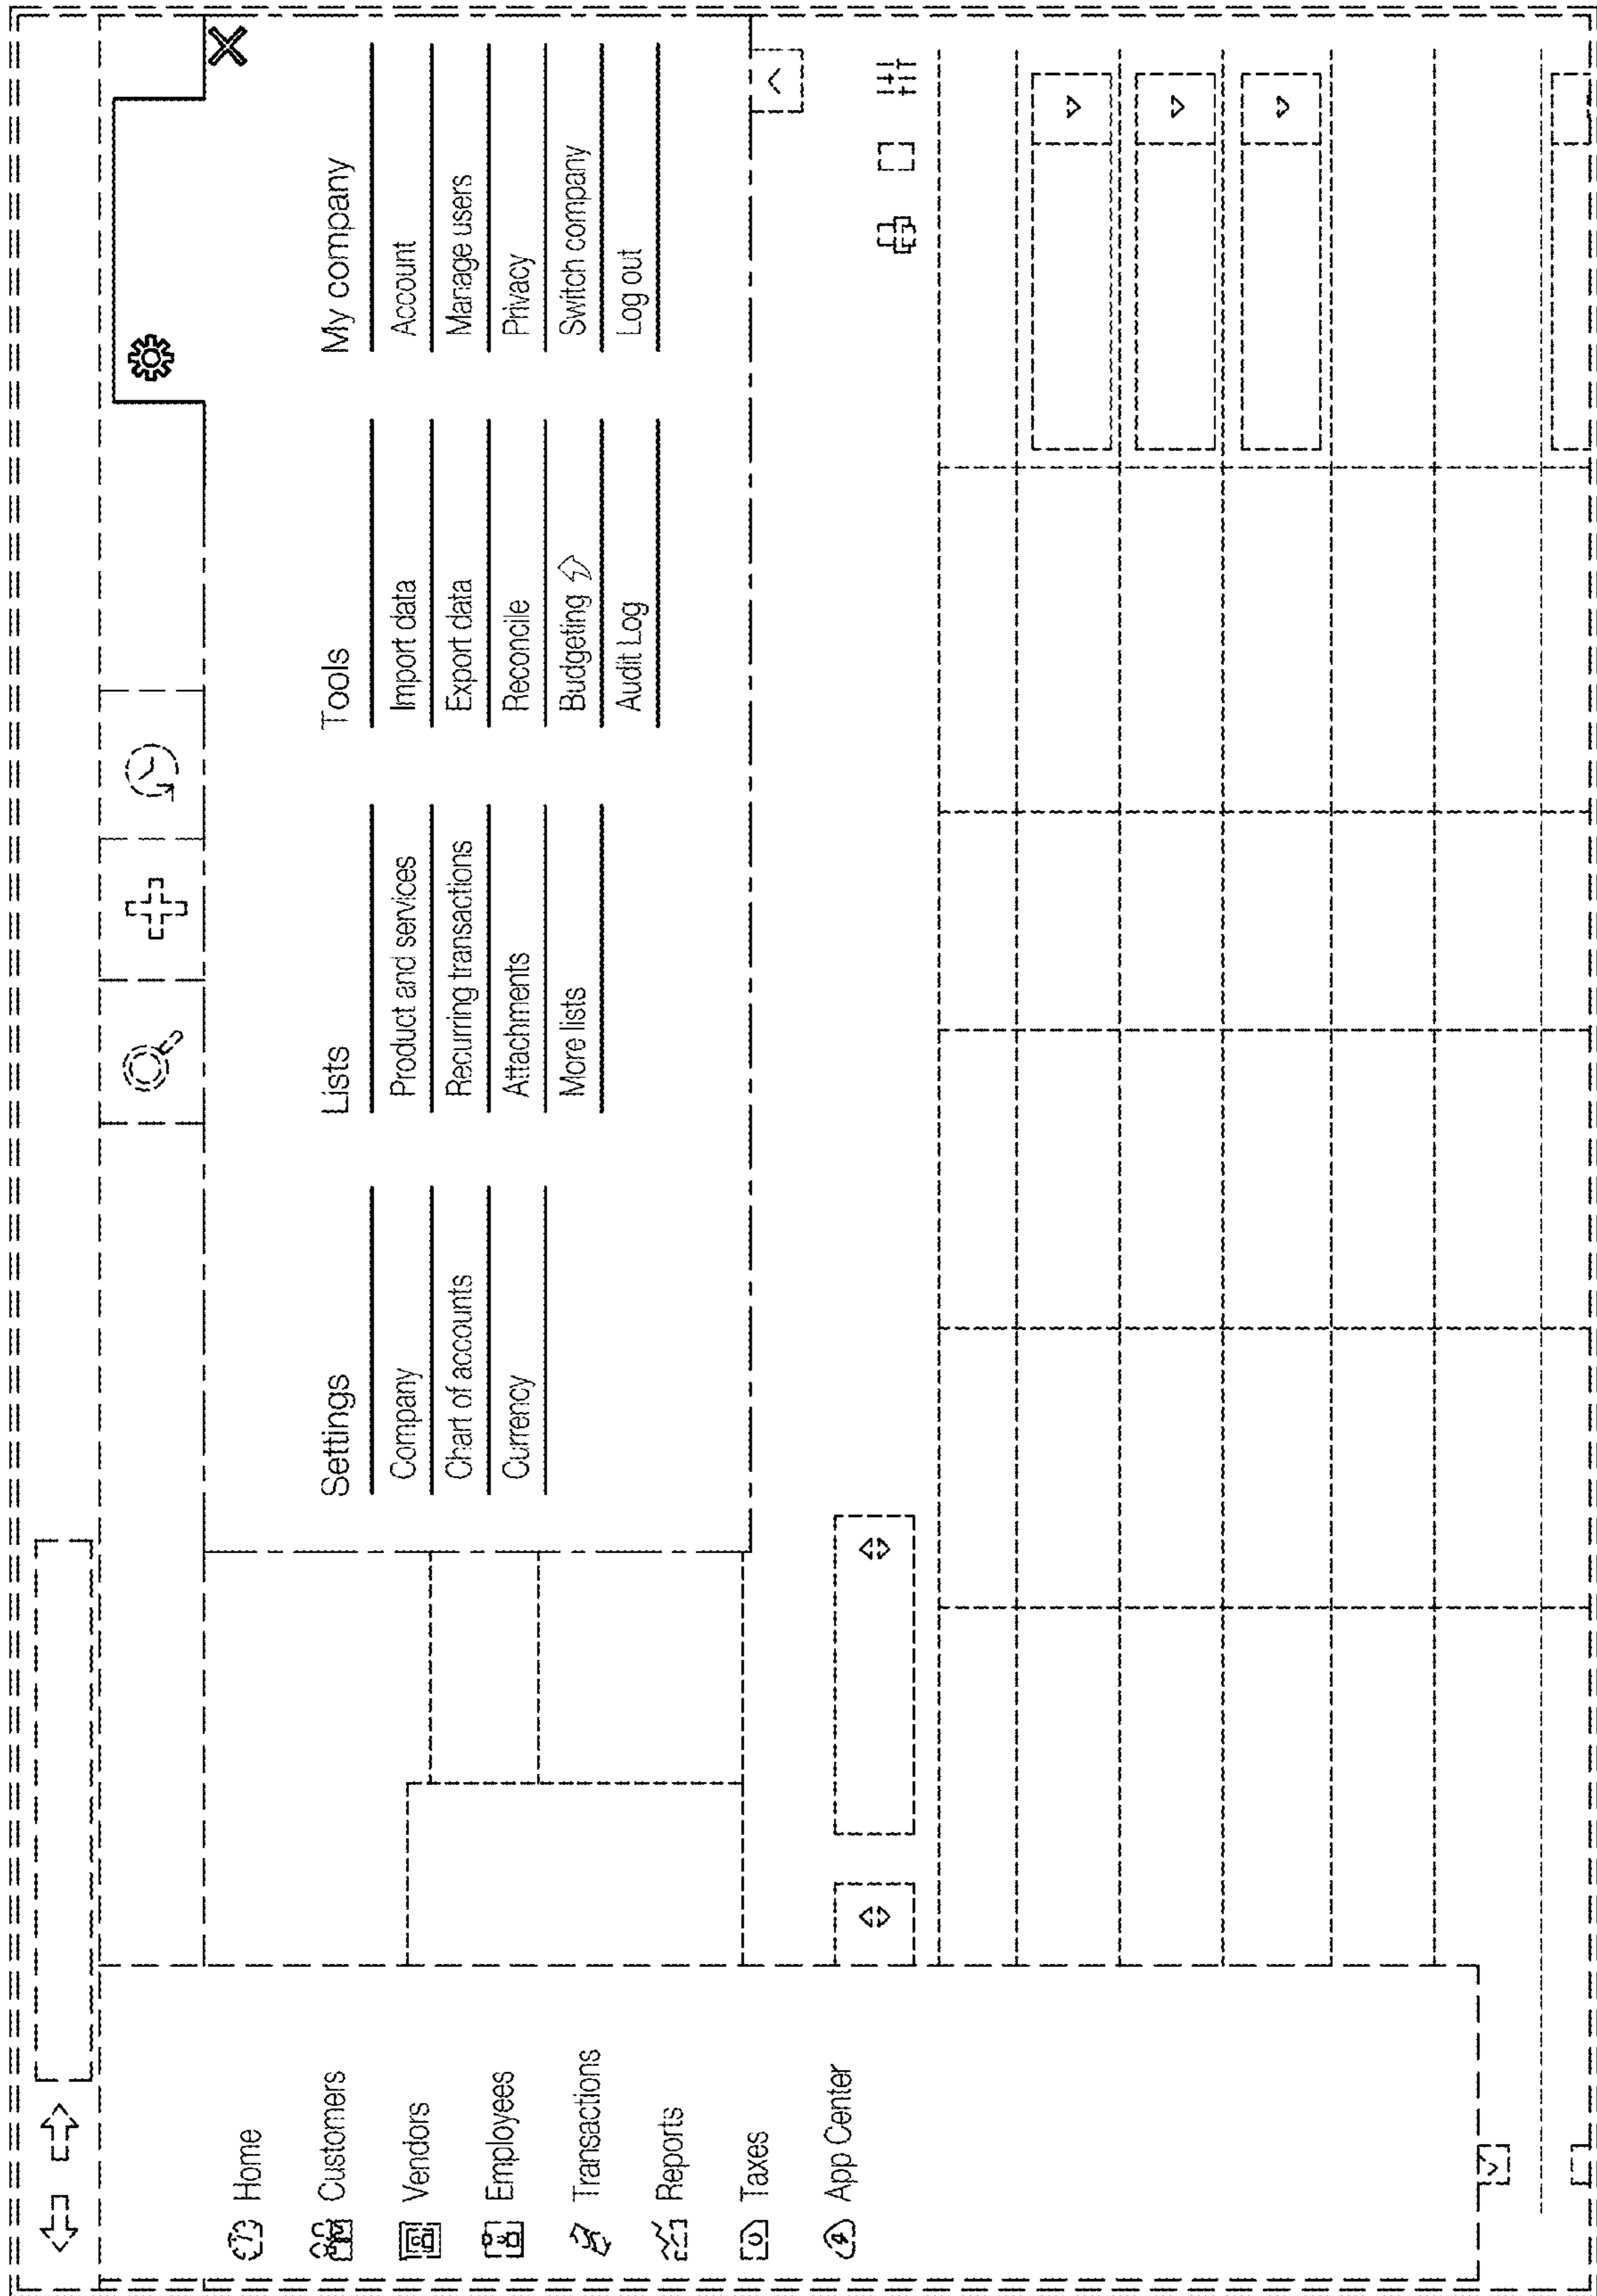 Home
Customers
Vendors
Employees
Transactions
Reports
Taxes
App Center
Settings
Company
Chart of accounts
Currency
Lists
Product and services
Recurring transactions
Attachments
More lists
Tools
Import data
Export data
Reconcile
Budgeting
Audit Log
My company
Account
Manage users
Privacy
Switch company
Log out